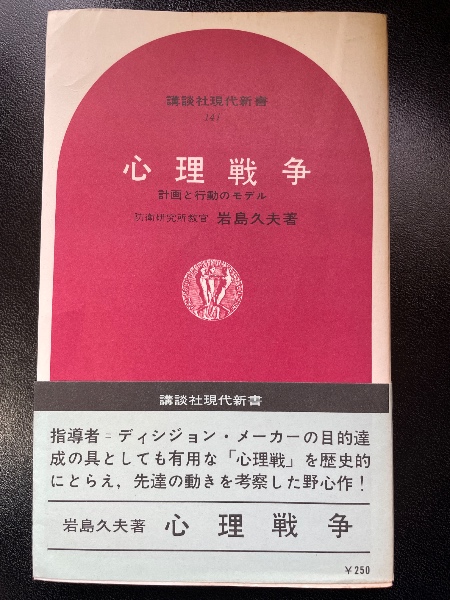 講談社現代新書
141
心理戦争
計画と行動のモデル
防衛研究所教官 岩島久夫著
講談社現代新書
指導者=ディシジョン・メーカーの目的達
成の具としても有用な「心理戦」を歴史的
にとらえ，先達の動きを考察した野心作！
岩島久夫著 心理戦争
￥250